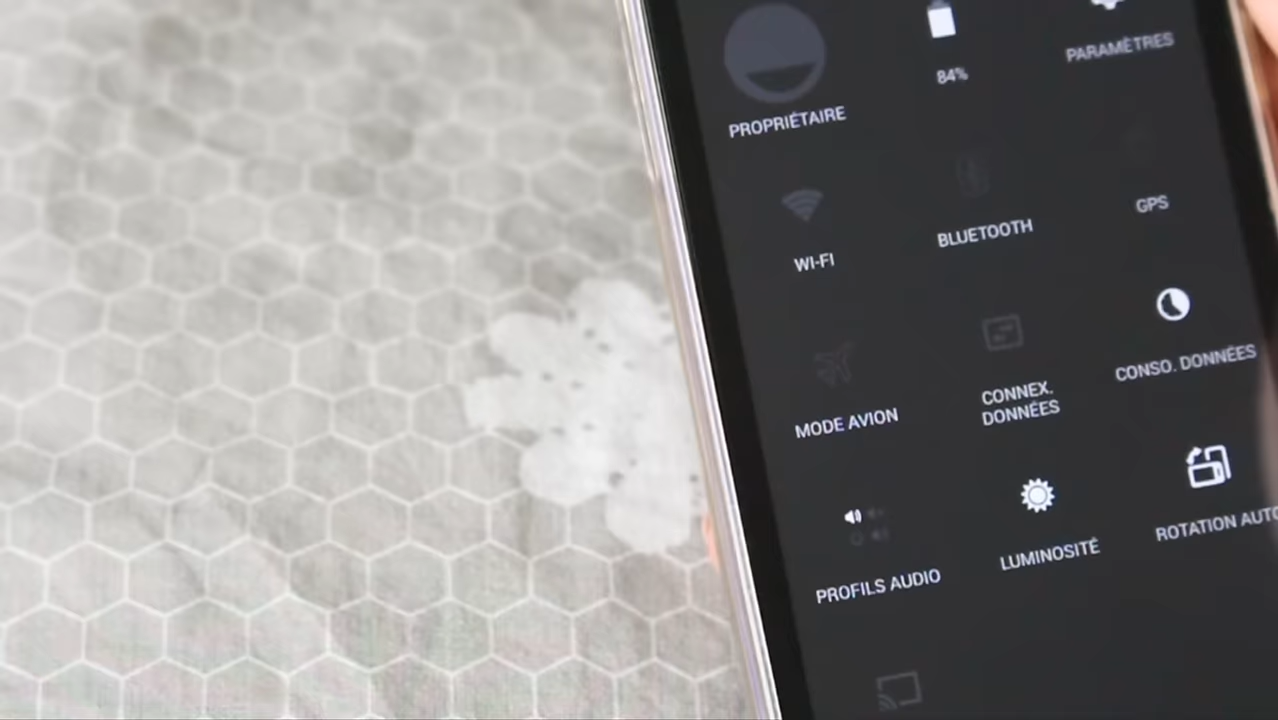 PROPRIÉTAIRE
84%
PARAMÈTRES
WI-FI
BLUETOOTH
GPS
MODE AVION
CONNEX.
DONNÉES
CONSO. DONNÉES
PROFILS AUDIO
LUMINOSITÉ
ROTATION AUTO